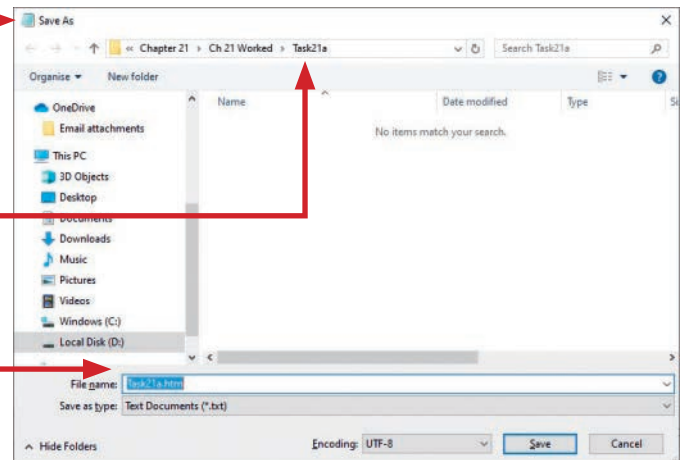 Save As
« Chapter 21 › Ch 21 Worked › Task21a
Search Task21a
Organise
New folder
OneDrive
Email attachments
This PC
3D Objects
Desktop
Documents
Downloads
Music
Pictures
Videos
Windows (C:)
Local Disk (D:)
Name
Date modified
Type
No items match your search.
File name: Task21a.htm
Save as type: Text Documents (*.txt)
Hide Folders
Encoding: UTF-8
Save
Cancel